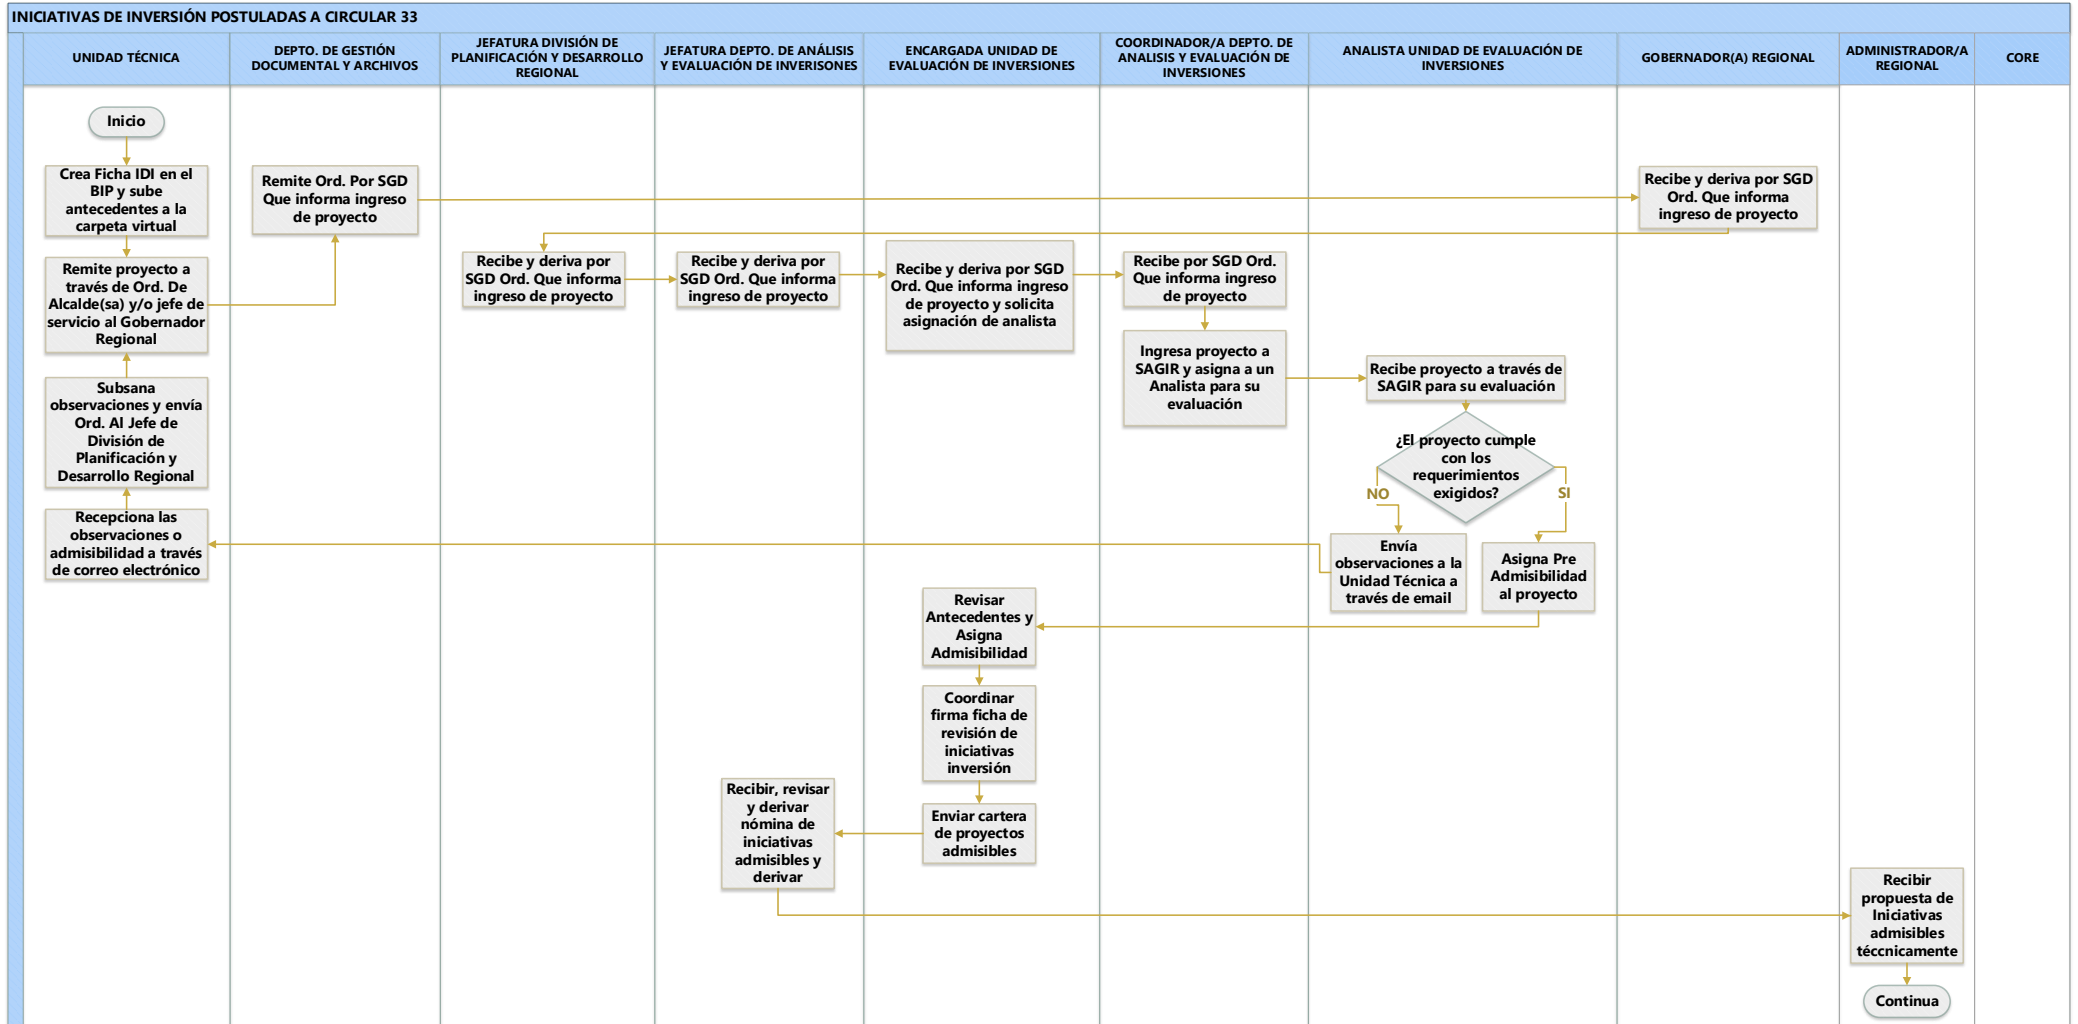 INICIATIVAS DE INVERSIÓN POSTULADAS A CIRCULAR 33
UNIDAD TÉCNICA
DEPTO. DE GESTIÓN
DOCUMENTAL Y ARCHIVOS
JEFATURA DIVISIÓN DE
PLANIFICACIÓN Y DESARROLLO
REGIONAL
JEFATURA DEPTO. DE ANÁLISIS
Y EVALUACIÓN DE INVERISONES
ENCARGADA UNIDAD DE
EVALUACIÓN DE INVERSIONES
COORDINADOR/A DEPTO. DE
ANALISIS Y EVALUACIÓN DE
INVERSIONES
ANALISTA UNIDAD DE EVALUACIÓN DE
INVERSIONES
GOBERNADOR(A) REGIONAL
ADMINISTRADOR/A
REGIONAL
CORE
Inicio
Crea Ficha IDI en el
BIP y sube
antecedentes a la
carpeta virtual
Remite Ord. Por SGD
Que informa ingreso
de proyecto
Recibe y deriva por SGD
Ord. Que informa
ingreso de proyecto
Remite proyecto a
través de Ord. De
Alcalde(sa) y/o jefe de
servicio al Gobernador
Regional
Recibe y deriva por
SGD Ord. Que informa
ingreso de proyecto
Recibe y deriva por
SGD Ord. Que informa
ingreso de proyecto
Recibe y deriva por SGD
Ord. Que informa ingreso
de proyecto y solicita
asignación de analista
Recibe por SGD Ord.
Que informa ingreso
de proyecto
Ingresa proyecto a
SAGIR y asigna a un
Analista para su
evaluación
Recibe proyecto a través de
SAGIR para su evaluación
¿El proyecto cumple
con los
requerimientos
exigidos?
NO
SI
Subsana
observaciones y envía
Ord. Al Jefe de
División de
Planificación y
Desarrollo Regional
Recepciona las
observaciones o
admisibilidad a través
de correo electrónico
Envía
observaciones a la
Unidad Técnica a
través de email
Asigna Pre
Admisibilidad
al proyecto
Revisar
Antecedentes y
Asigna
Admisibilidad
Coordinar
firma ficha de
revisión de
iniciativas
inversión
Enviar cartera
de proyectos
admisibles
Recibir, revisar
y derivar
nómina de
iniciativas
admisibles y
derivar
Recibir
propuesta de
Iniciativas
admisibles
téccnicamente
Continua